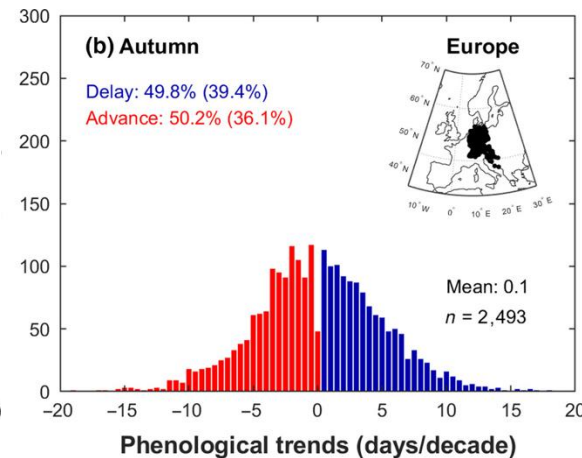 300
250
200
150
100
50
0
(b) Autumn
Delay: 49.8% (39.4%)
Advance: 50.2% (36.1%)
Europe
70°N
60°N
50°N
40°N
10°W 0° 10°E 20°E 30°E
Mean: 0.1
n = 2,493
−20 −15 −10 −5 0 5 10 15 20
Phenological trends (days/decade)